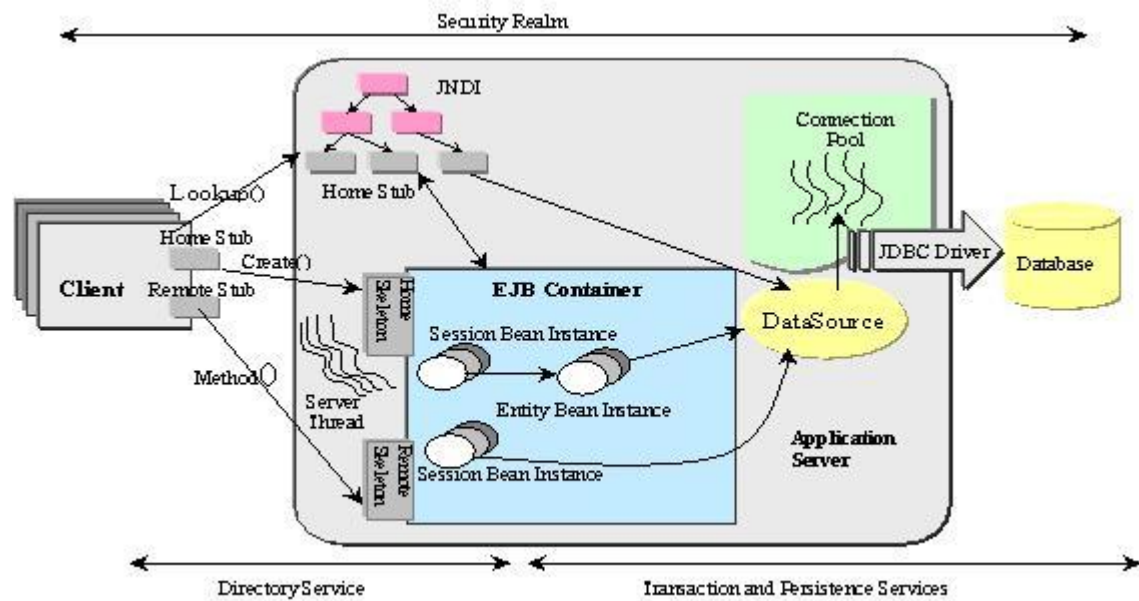 Security Realm
JNDI
Connection
Pool
Lookup()
Home Stub
Home Stub
Create()
JDBC Driver
Database
Client
Remote Stub
Home
Skeleton
EJB Container
DataSource
Session Bean Instance
Method()
Server
Thread
Entity Bean Instance
Application
Server
Remote
Skeleton
Session Bean Instance
Directory Service
Transaction and Persistence Services